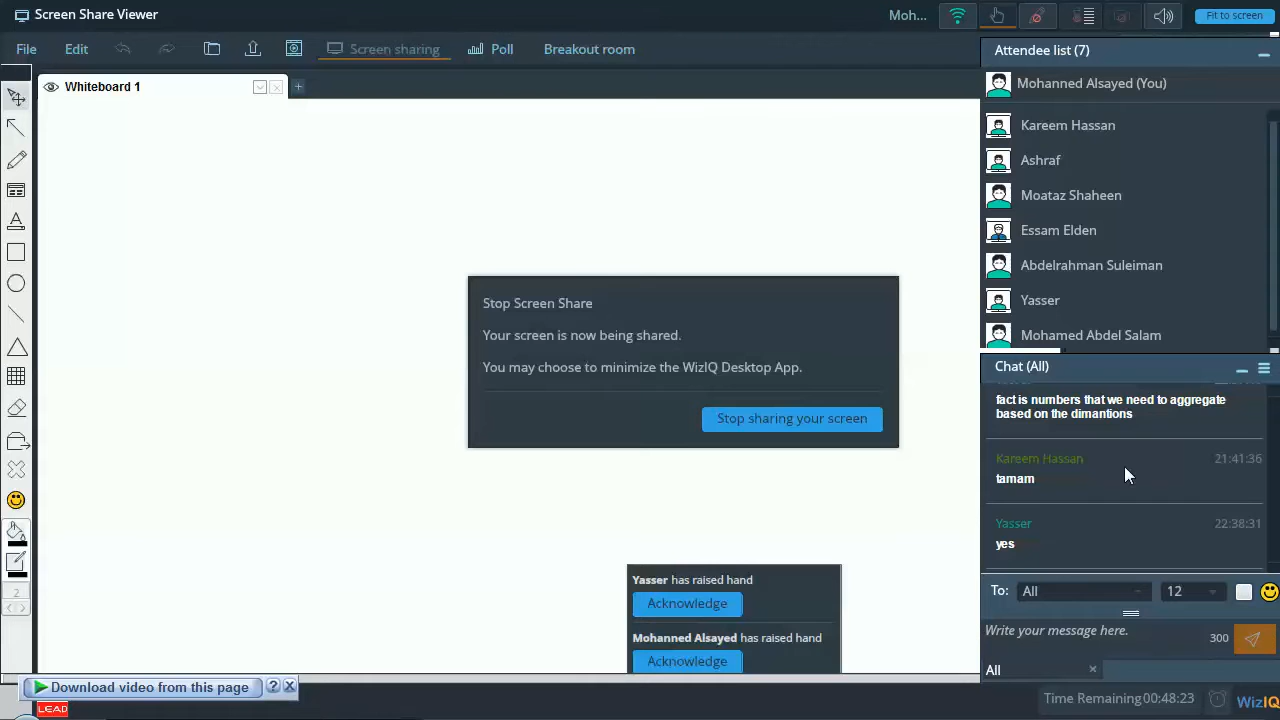 Screen Share Viewer
Moh...
Fit to screen
File
Edit
Screen sharing
Poll
Breakout room
Attendee list (7)
Whiteboard 1
Mohanned Alsayed (You)
Kareem Hassan
Ashraf
Moataz Shaheen
Essam Elden
Abdelrahman Suleiman
Yasser
Mohamed Abdel Salam
Stop Screen Share
Your screen is now being shared.
You may choose to minimize the WizIQ Desktop App.
Stop sharing your screen
Chat (All)
fact is numbers that we need to aggregate
based on the dimantions
Kareem Hassan 21:41:36
tamam
Yasser 22:38:31
yes
Yasser has raised hand
Acknowledge
Mohanned Alsayed has raised hand
Acknowledge
To: All 12
Write your message here. 300
All
2
Download video from this page
?
LEAD
Time Remaining 00:48:23
WizIQ